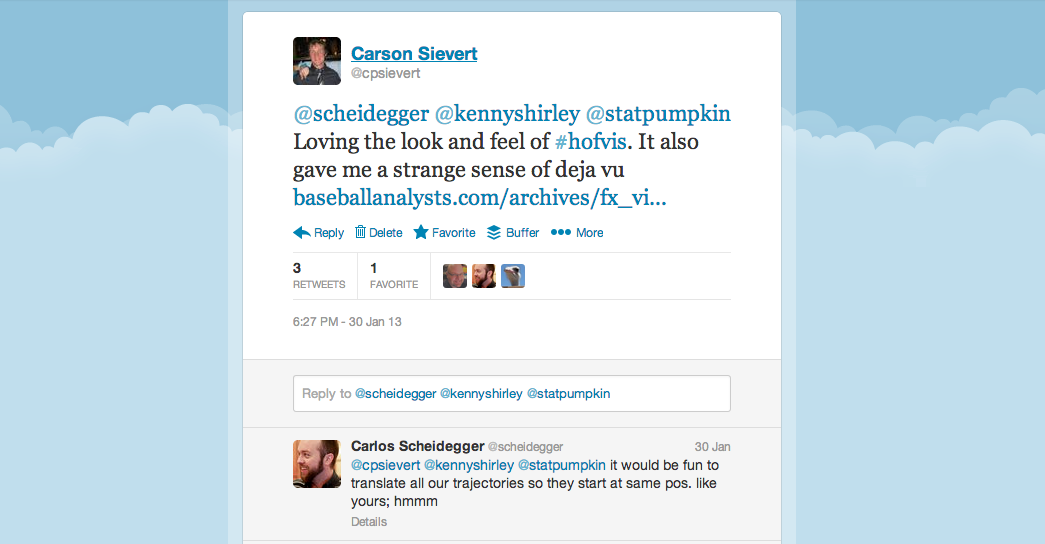 Carson Sievert
@cpsievert
@scheidegger @kennyshirley @statpumpkin
Loving the look and feel of #hofvis. It also
gave me a strange sense of deja vu
baseballanalysts.com/archives/fx_vi...
Reply Delete Favorite Buffer More
3 1
RETWEETS FAVORITE
6:27 PM - 30 Jan 13
Reply to @scheidegger @kennyshirley @statpumpkin
Carlos Scheidegger @scheidegger 30 Jan
@cpsievert @kennyshirley @statpumpkin it would be fun to
translate all our trajectories so they start at same pos. like
yours; hmmm
Details